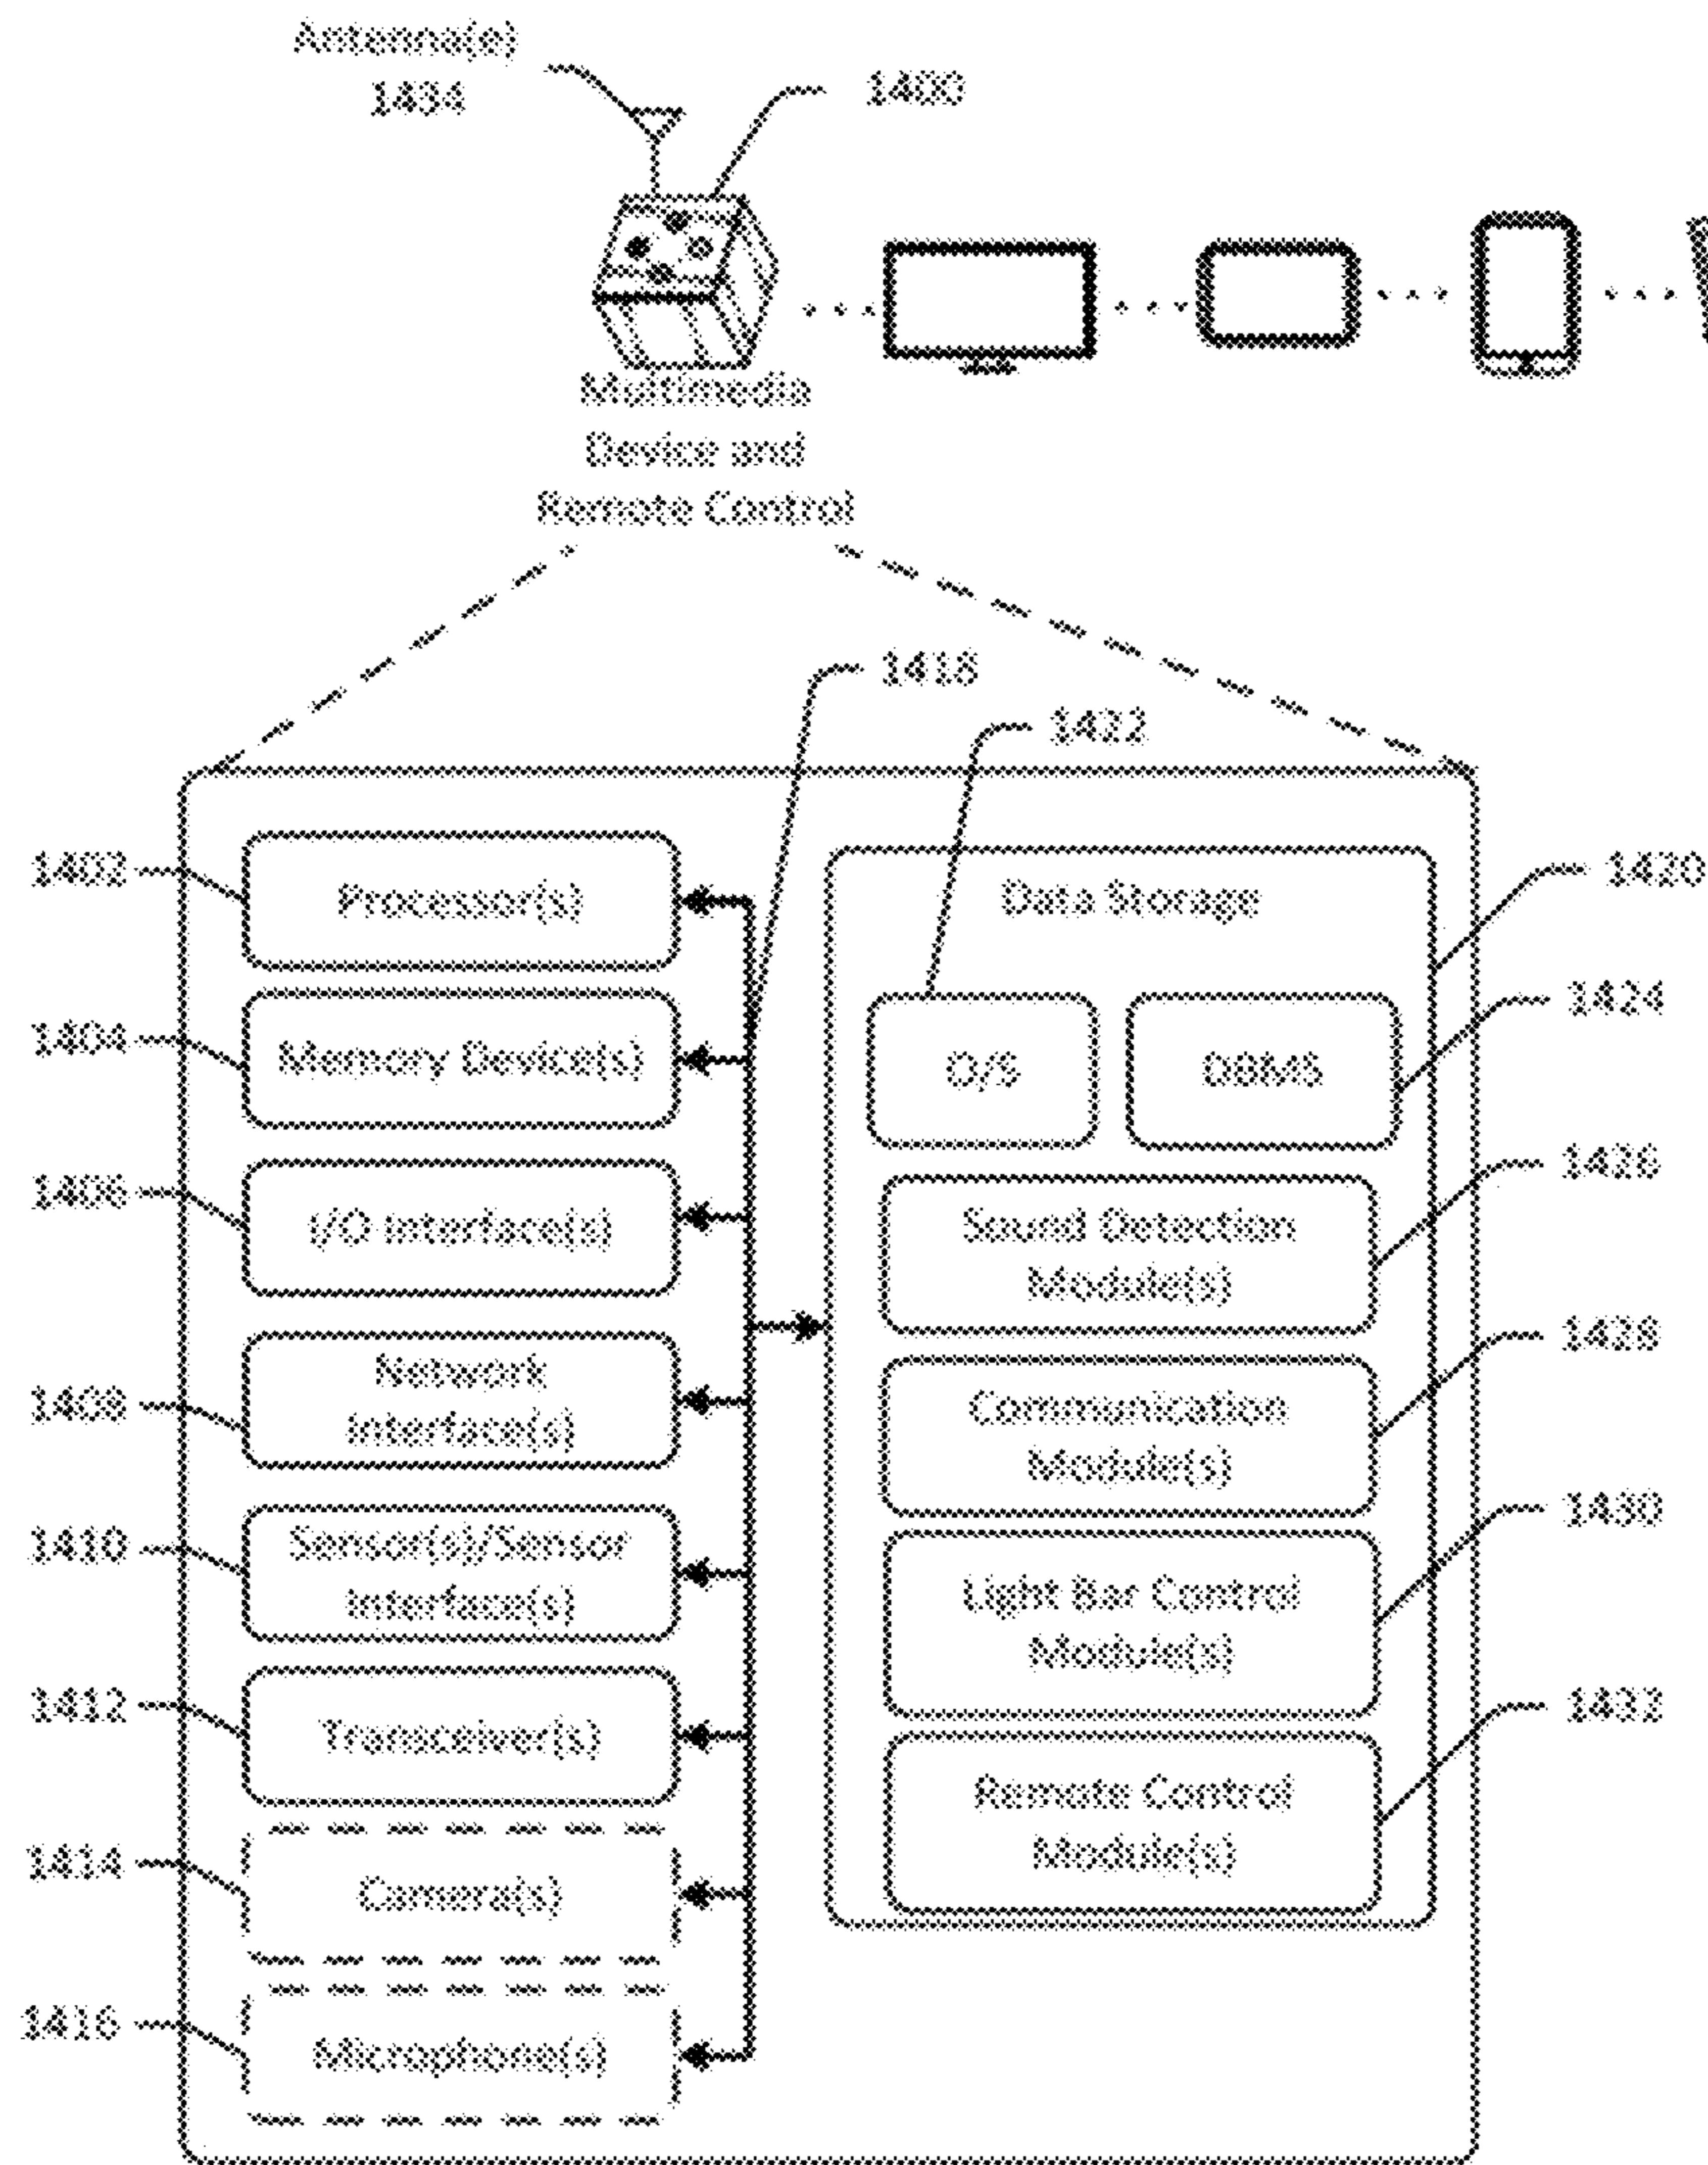 Antenna(e)
1434
1400
Multimedia
Device and
Remote Control
1418
1422
1402
Processor(s)
Data Storage
1420
1404
Memory Device(s)
O/S
DBMS
1424
1406
I/O Interface(s)
Sound Detection
Module(s)
1426
1408
Network
Interface(s)
Communication
Module(s)
1428
1410
Sensor(s)/Sensor
Interface(s)
Light Bar Control
Module(s)
1430
1412
Transceiver(s)
Remote Control
Module(s)
1432
1414
Camera(s)
1416
Microphone(s)